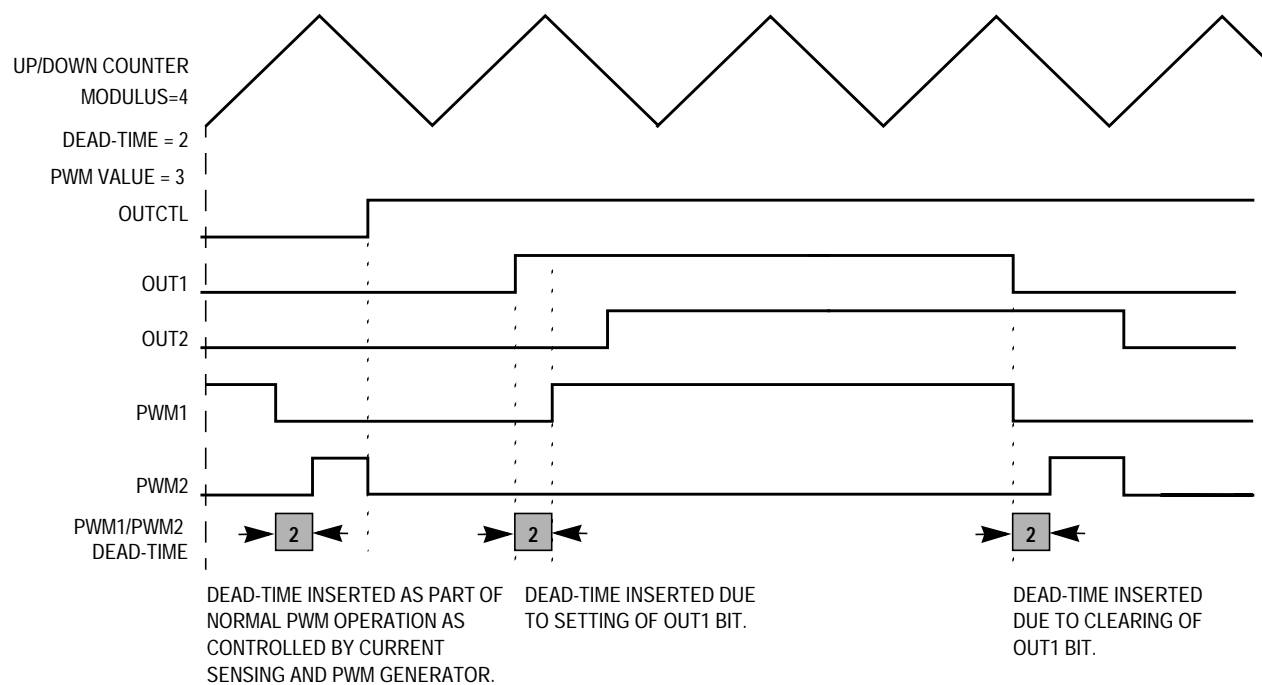 UP/DOWN COUNTER
MODULUS=4
DEAD-TIME = 2
PWM VALUE = 3
OUTCTL
OUT1
OUT2
PWM1
PWM2
PWM1/PWM2
DEAD-TIME
2
2
2
DEAD-TIME INSERTED AS PART OF
NORMAL PWM OPERATION AS
CONTROLLED BY CURRENT
SENSING AND PWM GENERATOR.
DEAD-TIME INSERTED DUE
TO SETTING OF OUT1 BIT.
DEAD-TIME INSERTED
DUE TO CLEARING OF
OUT1 BIT.